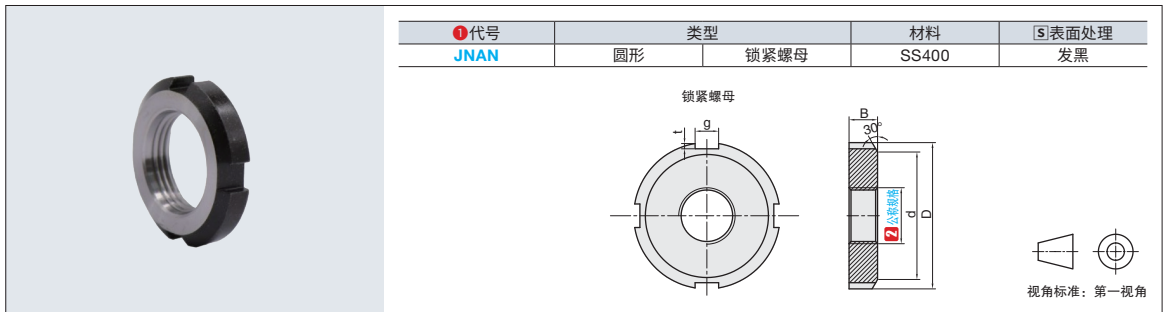 ❶代号 类型 材料 🅂表面处理
JNAN 圆形 锁紧螺母 SS400 发黑
锁紧螺母
t g
B
30°
2 公称规格
d
D
视角标准：第一视角